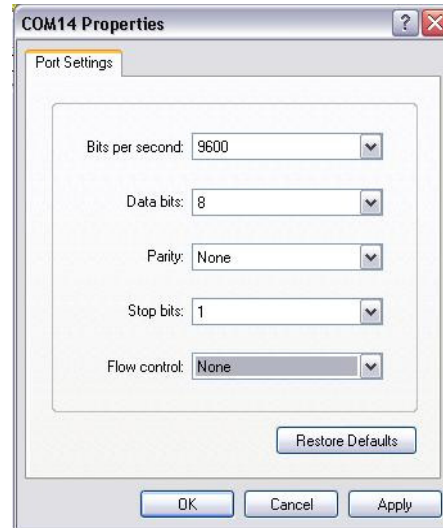 COM14 Properties
Port Settings
Bits per second: 9600
Data bits: 8
Parity: None
Stop bits: 1
Flow control: None
Restore Defaults
OK Cancel Apply